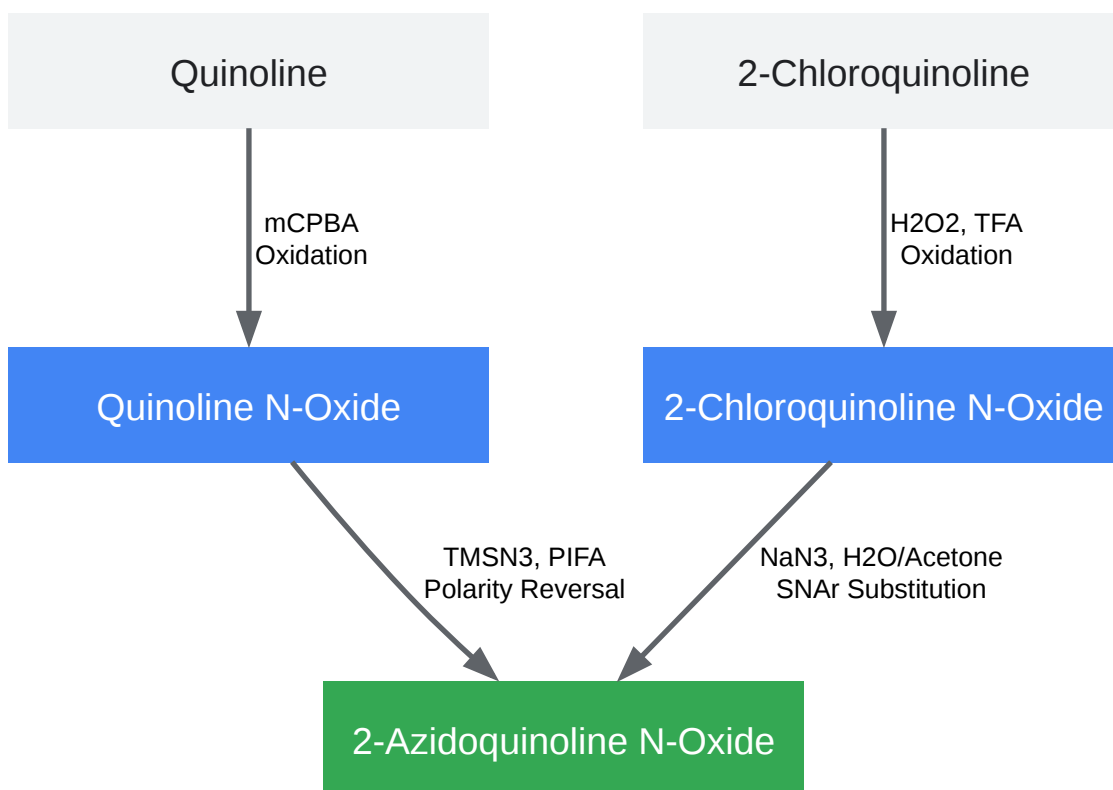 Quinoline
2-Chloroquinoline
mCPBA
Oxidation
H2O2, TFA
Oxidation
Quinoline N-Oxide
2-Chloroquinoline N-Oxide
TMSN3, PIFA
Polarity Reversal
NaN3, H2O/Acetone
SNAr Substitution
2-Azidoquinoline N-Oxide